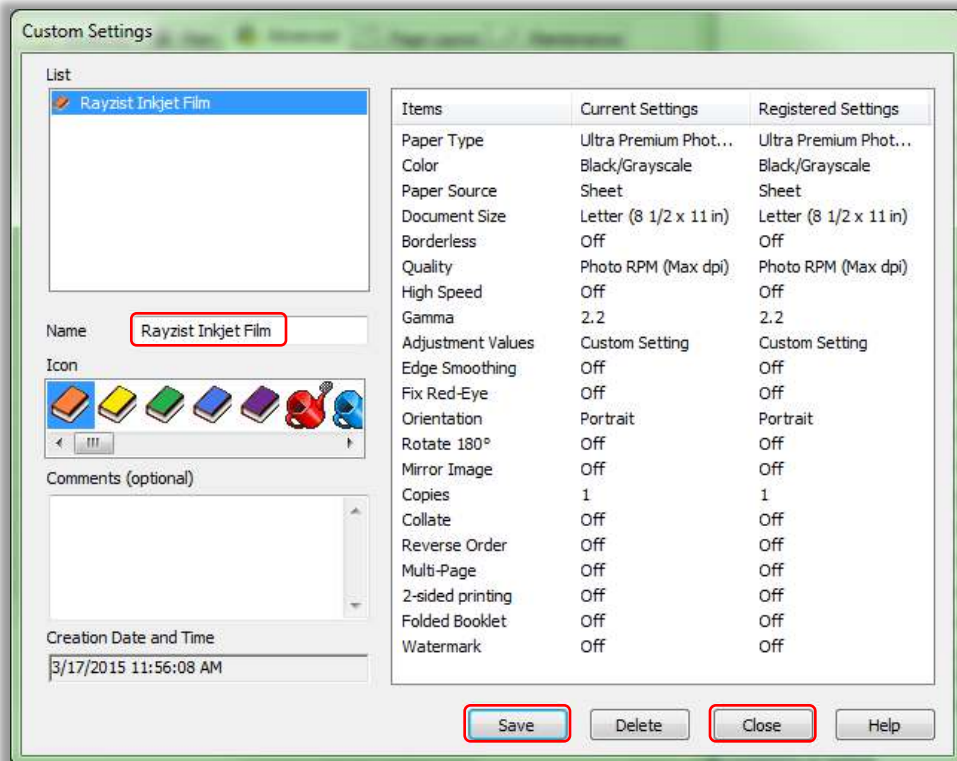 Custom Settings
List
Rayzist Inkjet Film
Name Rayzist Inkjet Film
Icon
Comments (optional)
Creation Date and Time
3/17/2015 11:56:08 AM
Items Current Settings Registered Settings
Paper Type Ultra Premium Phot... Ultra Premium Phot...
Color Black/Grayscale Black/Grayscale
Paper Source Sheet Sheet
Document Size Letter (8 1/2 x 11 in) Letter (8 1/2 x 11 in)
Borderless Off Off
Quality Photo RPM (Max dpi) Photo RPM (Max dpi)
High Speed Off Off
Gamma 2.2 2.2
Adjustment Values Custom Setting Custom Setting
Edge Smoothing Off Off
Fix Red-Eye Off Off
Orientation Portrait Portrait
Rotate 180° Off Off
Mirror Image Off Off
Copies 1 1
Collate Off Off
Reverse Order Off Off
Multi-Page Off Off
2-sided printing Off Off
Folded Booklet Off Off
Watermark Off Off
Save Delete Close Help